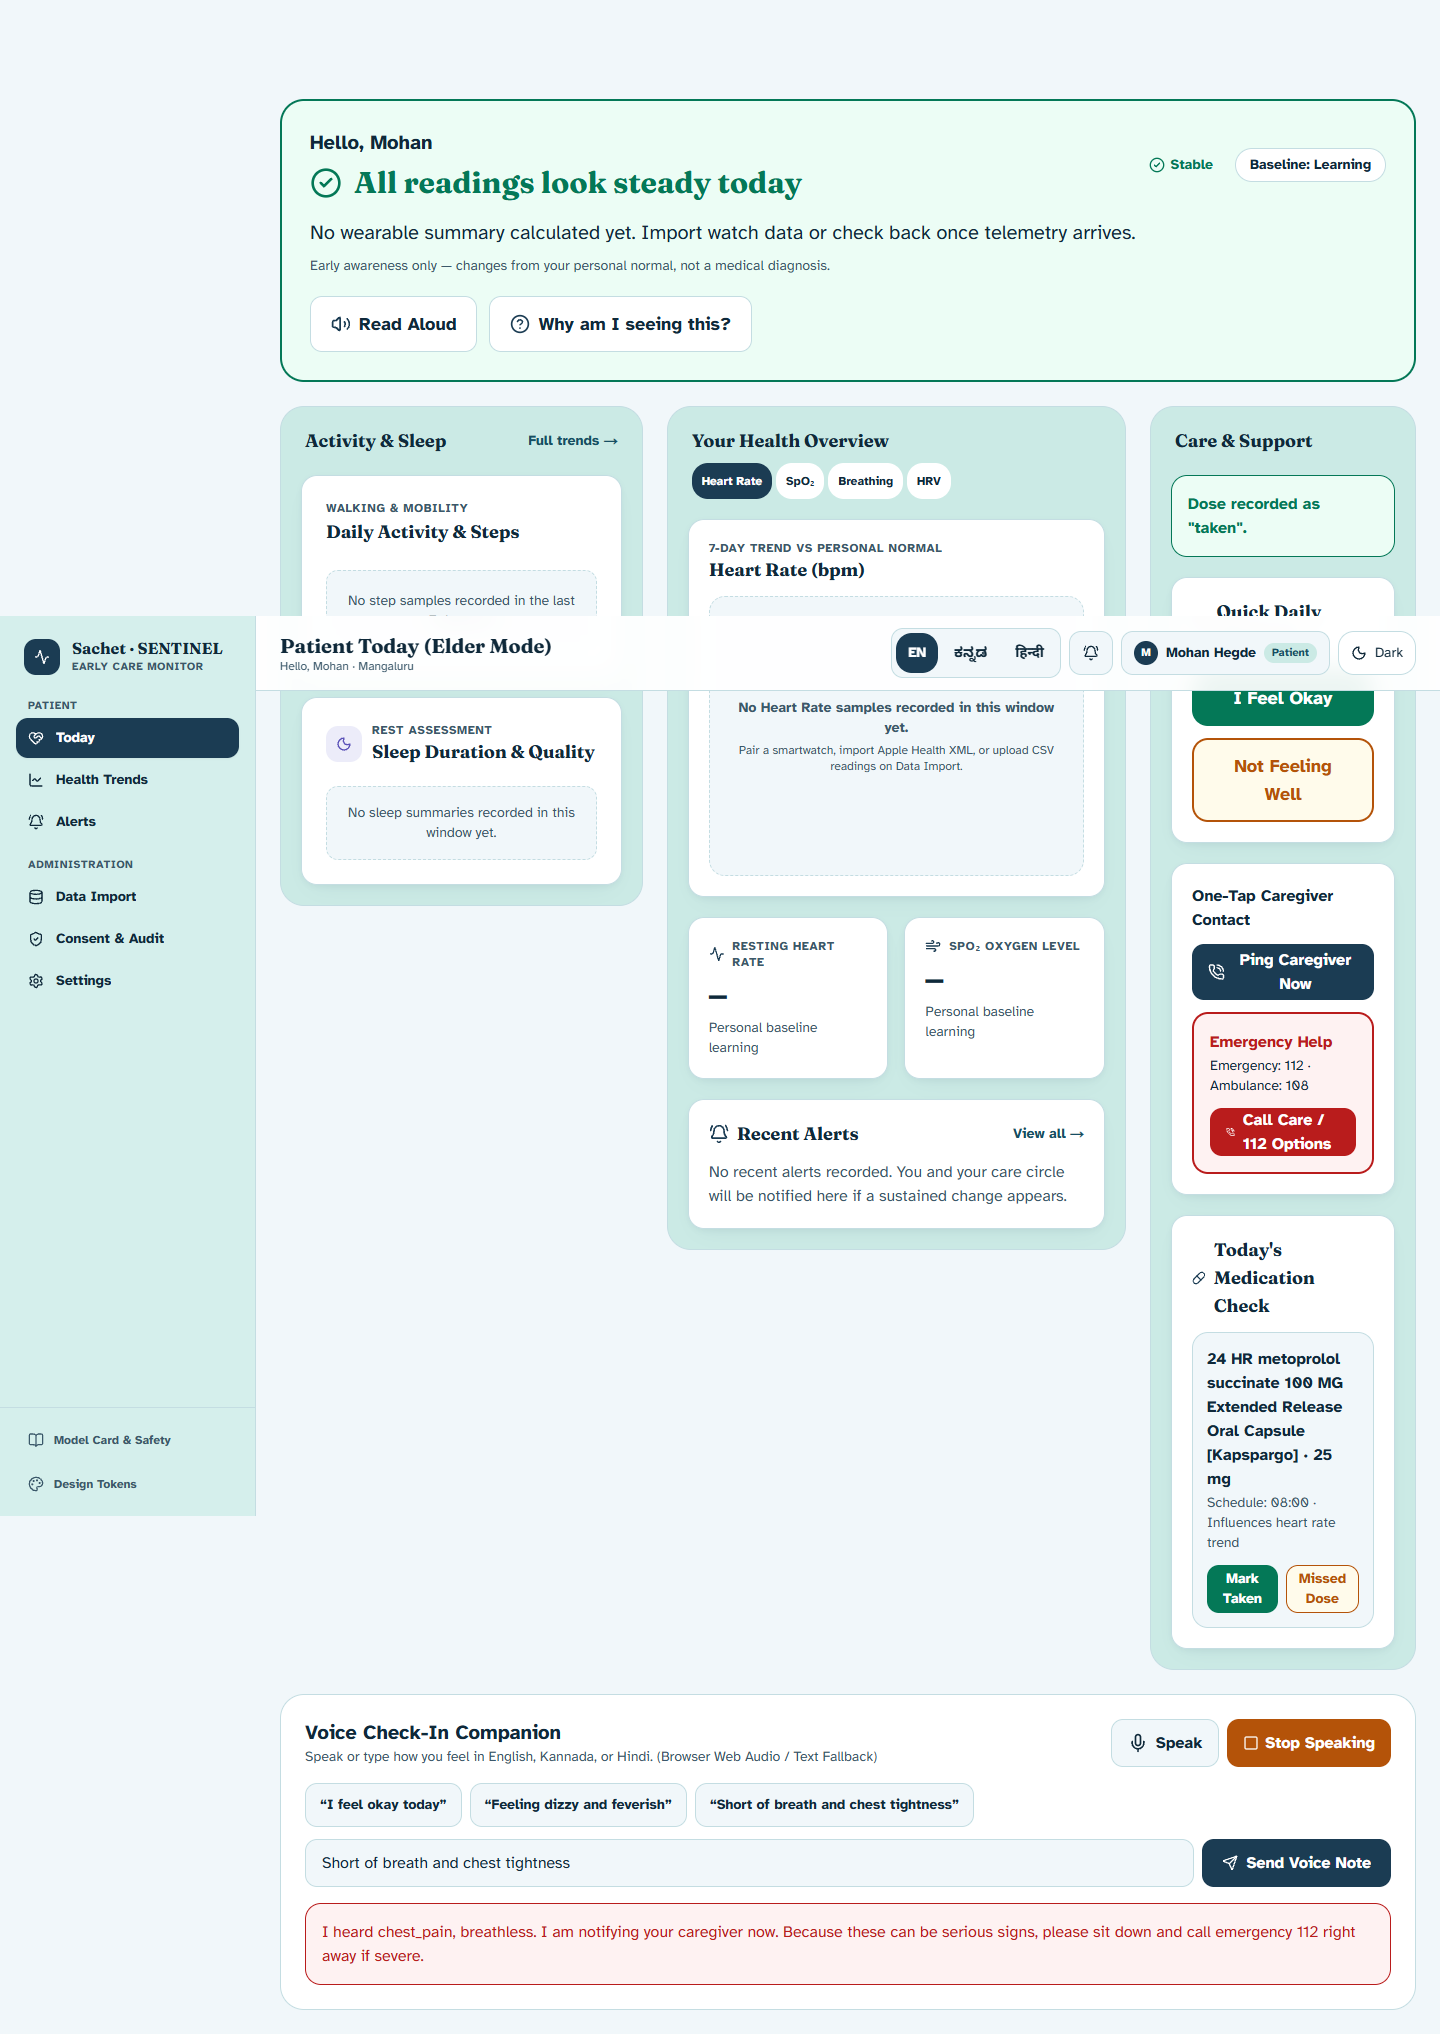 Hello, Mohan
All readings look steady today
Stable
Baseline: Learning
No wearable summary calculated yet. Import watch data or check back once telemetry arrives.
Early awareness only — changes from your personal normal, not a medical diagnosis.
Read Aloud
Why am I seeing this?
Activity & Sleep
Full trends →
WALKING & MOBILITY
Daily Activity & Steps
No step samples recorded in the last
Your Health Overview
Heart Rate
SpO₂
Breathing
HRV
7-DAY TREND VS PERSONAL NORMAL
Heart Rate (bpm)
Care & Support
Dose recorded as
"taken".
Quick Daily
Sachet · SENTINEL
EARLY CARE MONITOR
Patient Today (Elder Mode)
Hello, Mohan · Mangaluru
EN
ಕನ್ನಡ
हिन्दी
M
Mohan Hegde
Patient
Dark
PATIENT
Today
Health Trends
Alerts
ADMINISTRATION
Data Import
Consent & Audit
Settings
Model Card & Safety
Design Tokens
REST ASSESSMENT
Sleep Duration & Quality
No sleep summaries recorded in this
window yet.
No Heart Rate samples recorded in this window
yet.
Pair a smartwatch, import Apple Health XML, or upload CSV
readings on Data Import.
RESTING HEART
RATE
—
Personal baseline
learning
SPO₂ OXYGEN LEVEL
—
Personal baseline
learning
Recent Alerts
View all →
No recent alerts recorded. You and your care circle
will be notified here if a sustained change appears.
I Feel Okay
Not Feeling
Well
One-Tap Caregiver
Contact
Ping Caregiver
Now
Emergency Help
Emergency: 112 ·
Ambulance: 108
Call Care /
112 Options
Today's
Medication
Check
24 HR metoprolol
succinate 100 MG
Extended Release
Oral Capsule
[Kapspargo] · 25
mg
Schedule: 08:00 ·
Influences heart rate
trend
Mark
Taken
Missed
Dose
Voice Check-In Companion
Speak or type how you feel in English, Kannada, or Hindi. (Browser Web Audio / Text Fallback)
Speak
Stop Speaking
“I feel okay today”
“Feeling dizzy and feverish”
“Short of breath and chest tightness”
Short of breath and chest tightness
Send Voice Note
I heard chest_pain, breathless. I am notifying your caregiver now. Because these can be serious signs, please sit down and call emergency 112 right
away if severe.